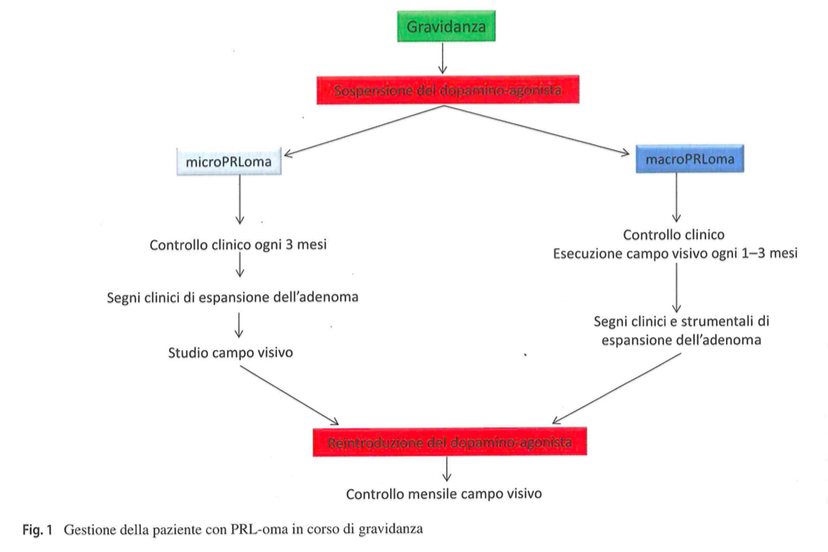 Gravidanza
Sospensione del dopamino-agonista
microPRLoma
macroPRLoma
Controllo clinico ogni 3 mesi
Controllo clinico
Esecuzione campo visivo ogni 1–3 mesi
Segni clinici di espansione dell'adenoma
Segni clinici e strumentali di
espansione dell'adenoma
Studio campo visivo
Reintroduzione del dopamino-agonista
Controllo mensile campo visivo
Fig. 1 Gestione della paziente con PRL-oma in corso di gravidanza